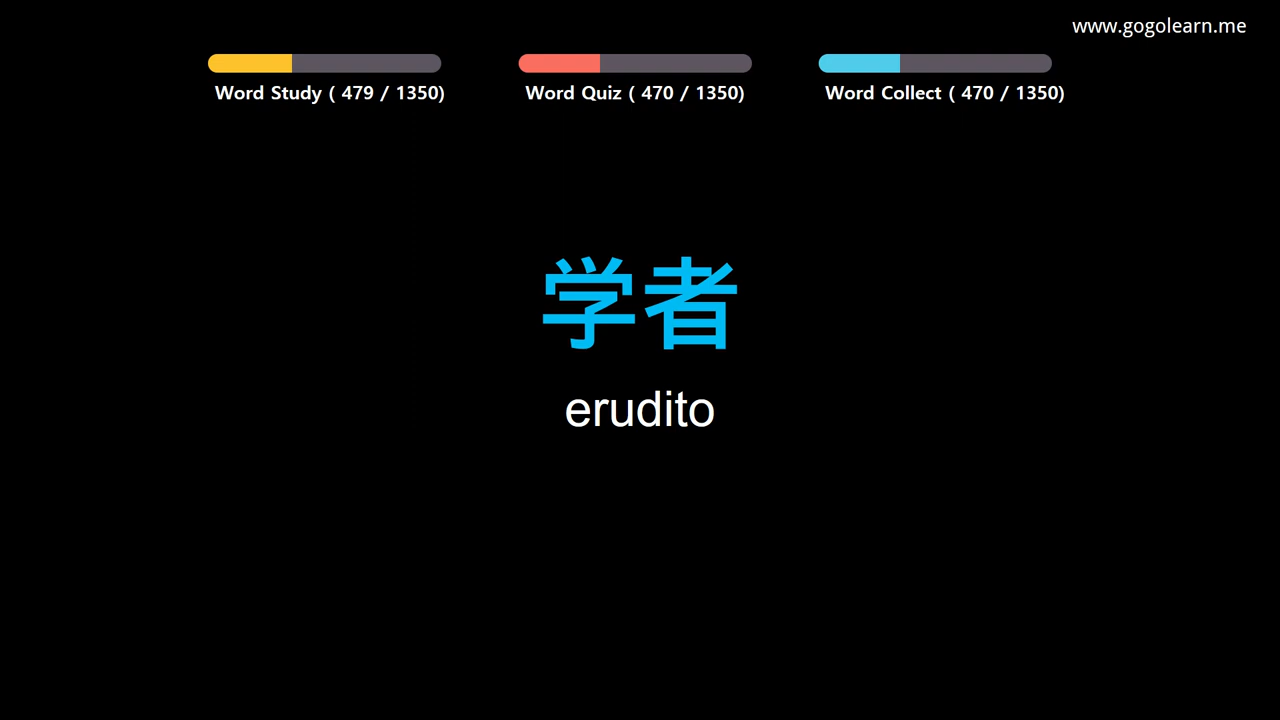 www.gogolearn.me
Word Study ( 479 / 1350)
Word Quiz ( 470 / 1350)
Word Collect ( 470 / 1350)
学者
erudito